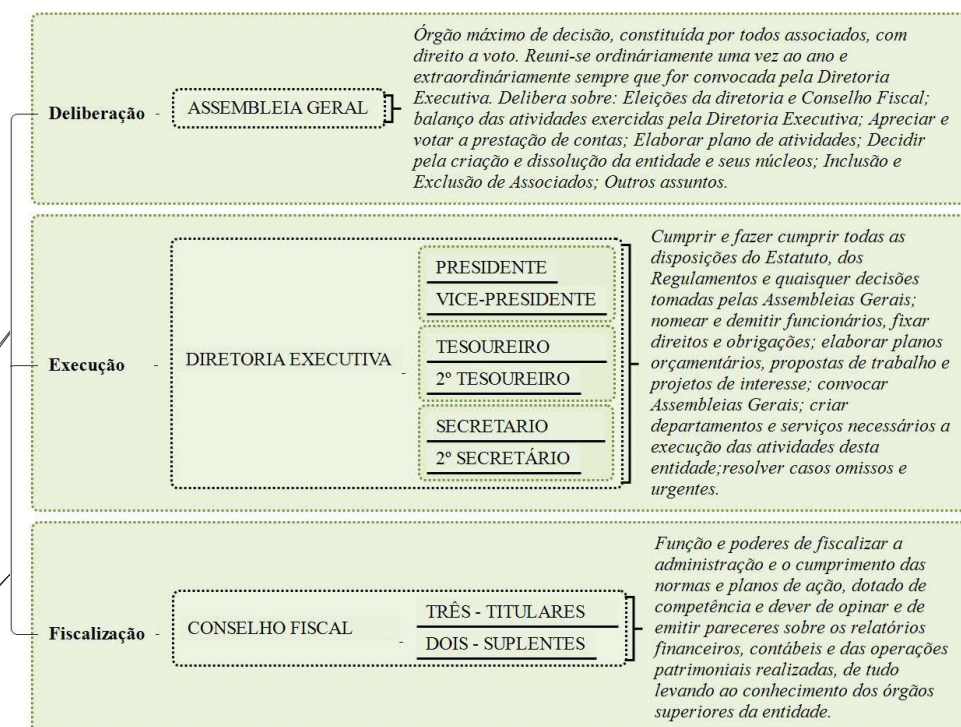 Deliberação
ASSEMBLEIA GERAL
Órgão máximo de decisão, constituída por todos associados, com
direito a voto. Reuni-se ordináriamente uma vez ao ano e
extraordináriamente sempre que for convocada pela Diretoria
Executiva. Delibera sobre: Eleições da diretoria e Conselho Fiscal;
balanço das atividades exercidas pela Diretoria Executiva; Apreciar e
votar a prestação de contas; Elaborar plano de atividades; Decidir
pela criação e dissolução da entidade e seus núcleos; Inclusão e
Exclusão de Associados; Outros assuntos.
Execução
DIRETORIA EXECUTIVA
PRESIDENTE
VICE-PRESIDENTE
TESOUREIRO
2º TESOUREIRO
SECRETARIO
2º SECRETÁRIO
Cumprir e fazer cumprir todas as
disposições do Estatuto, dos
Regulamentos e quaisquer decisões
tomadas pelas Assembleias Gerais;
nomear e demitir funcionários, fixar
direitos e obrigações; elaborar planos
orçamentários, propostas de trabalho e
projetos de interesse; convocar
Assembleias Gerais; criar
departamentos e serviços necessários a
execução das atividades desta
entidade;resolver casos omissos e
urgentes.
Fiscalização
CONSELHO FISCAL
TRÊS - TITULARES
DOIS - SUPLENTES
Função e poderes de fiscalizar a
administração e o cumprimento das
normas e planos de ação, dotado de
competência e dever de opinar e de
emitir pareceres sobre os relatórios
financeiros, contábeis e das operações
patrimoniais realizadas, de tudo
levando ao conhecimento dos órgãos
superiores da entidade.